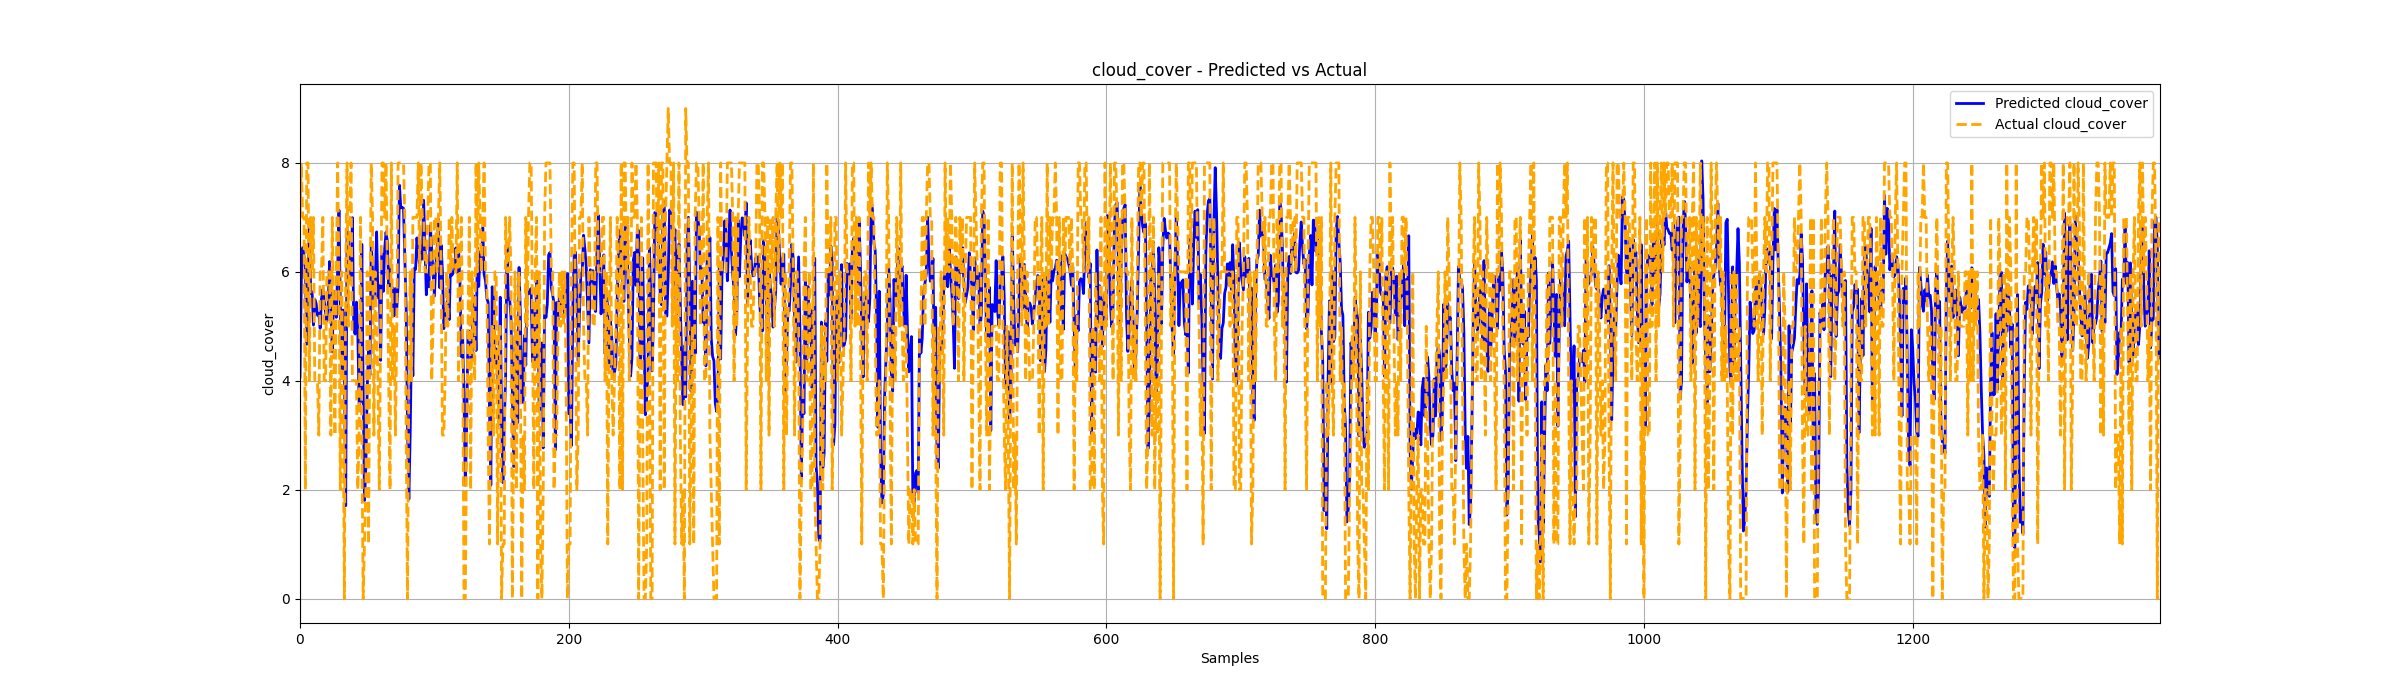 cloud_cover - Predicted vs Actual
Predicted cloud_cover
Actual cloud_cover
cloud_cover
8
6
4
2
0
0 200 400 600 800 1000 1200
Samples